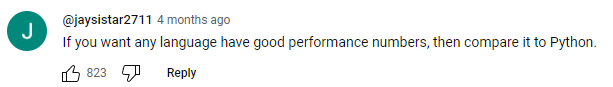 J
@jaysistar2711 4 months ago
If you want any language have good performance numbers, then compare it to Python.
823 Reply